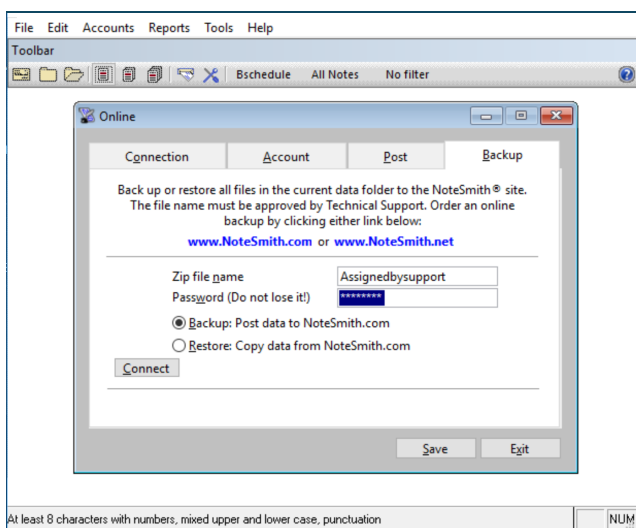 File Edit Accounts Reports Tools Help
Toolbar
Bschedule All Notes No filter
Online
Connection Account Post Backup
Back up or restore all files in the current data folder to the NoteSmith® site.
The file name must be approved by Technical Support. Order an online
backup by clicking either link below:
www.NoteSmith.com or www.NoteSmith.net
Zip file name Assignedbysupport
Password (Do not lose it!) ********
Backup: Post data to NoteSmith.com
Restore: Copy data from NoteSmith.com
Connect
Save Exit
At least 8 characters with numbers, mixed upper and lower case, punctuation NUM